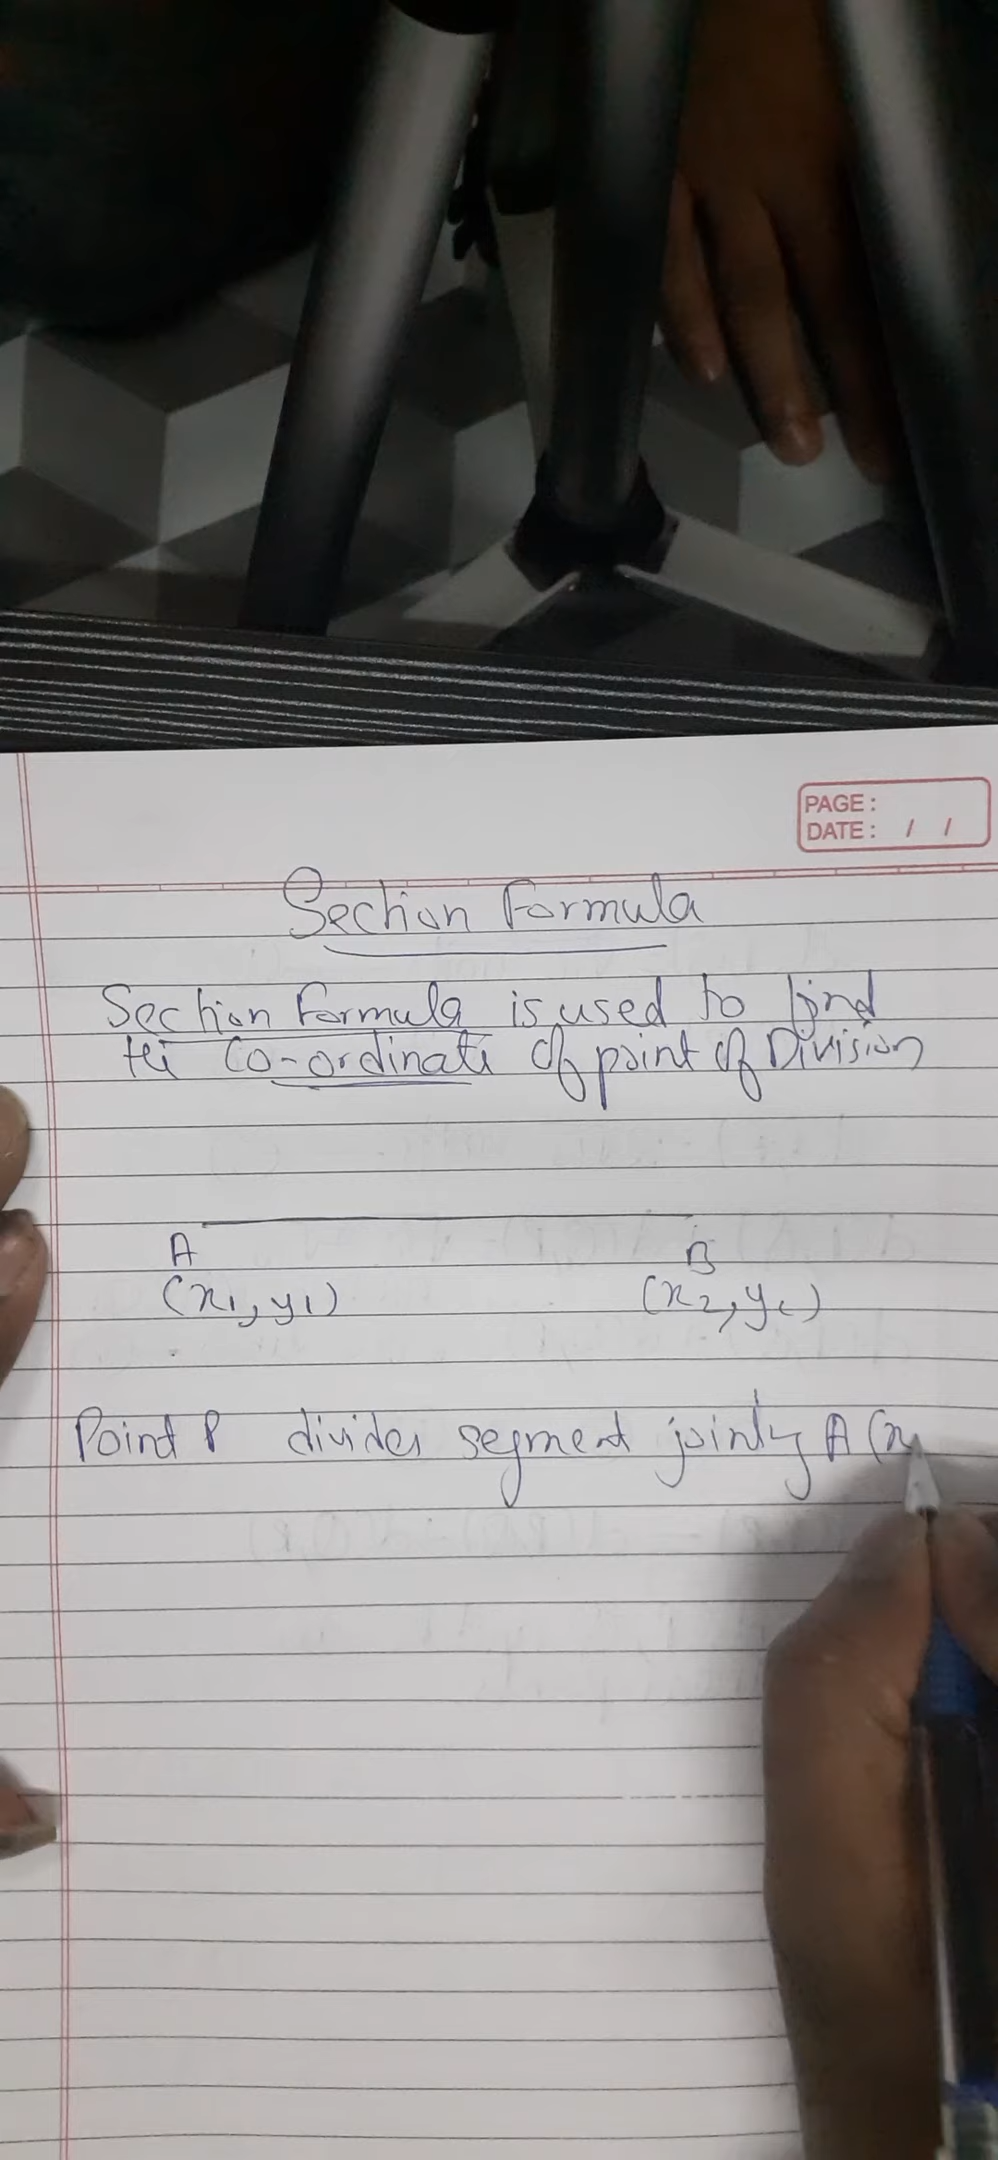 PAGE:
DATE: / /
Section Formula
Section Formula is used to find
the Co-ordinate of point of Division
A B
(x1, y1) (x2, y2)
Point P divides segment joining A (x